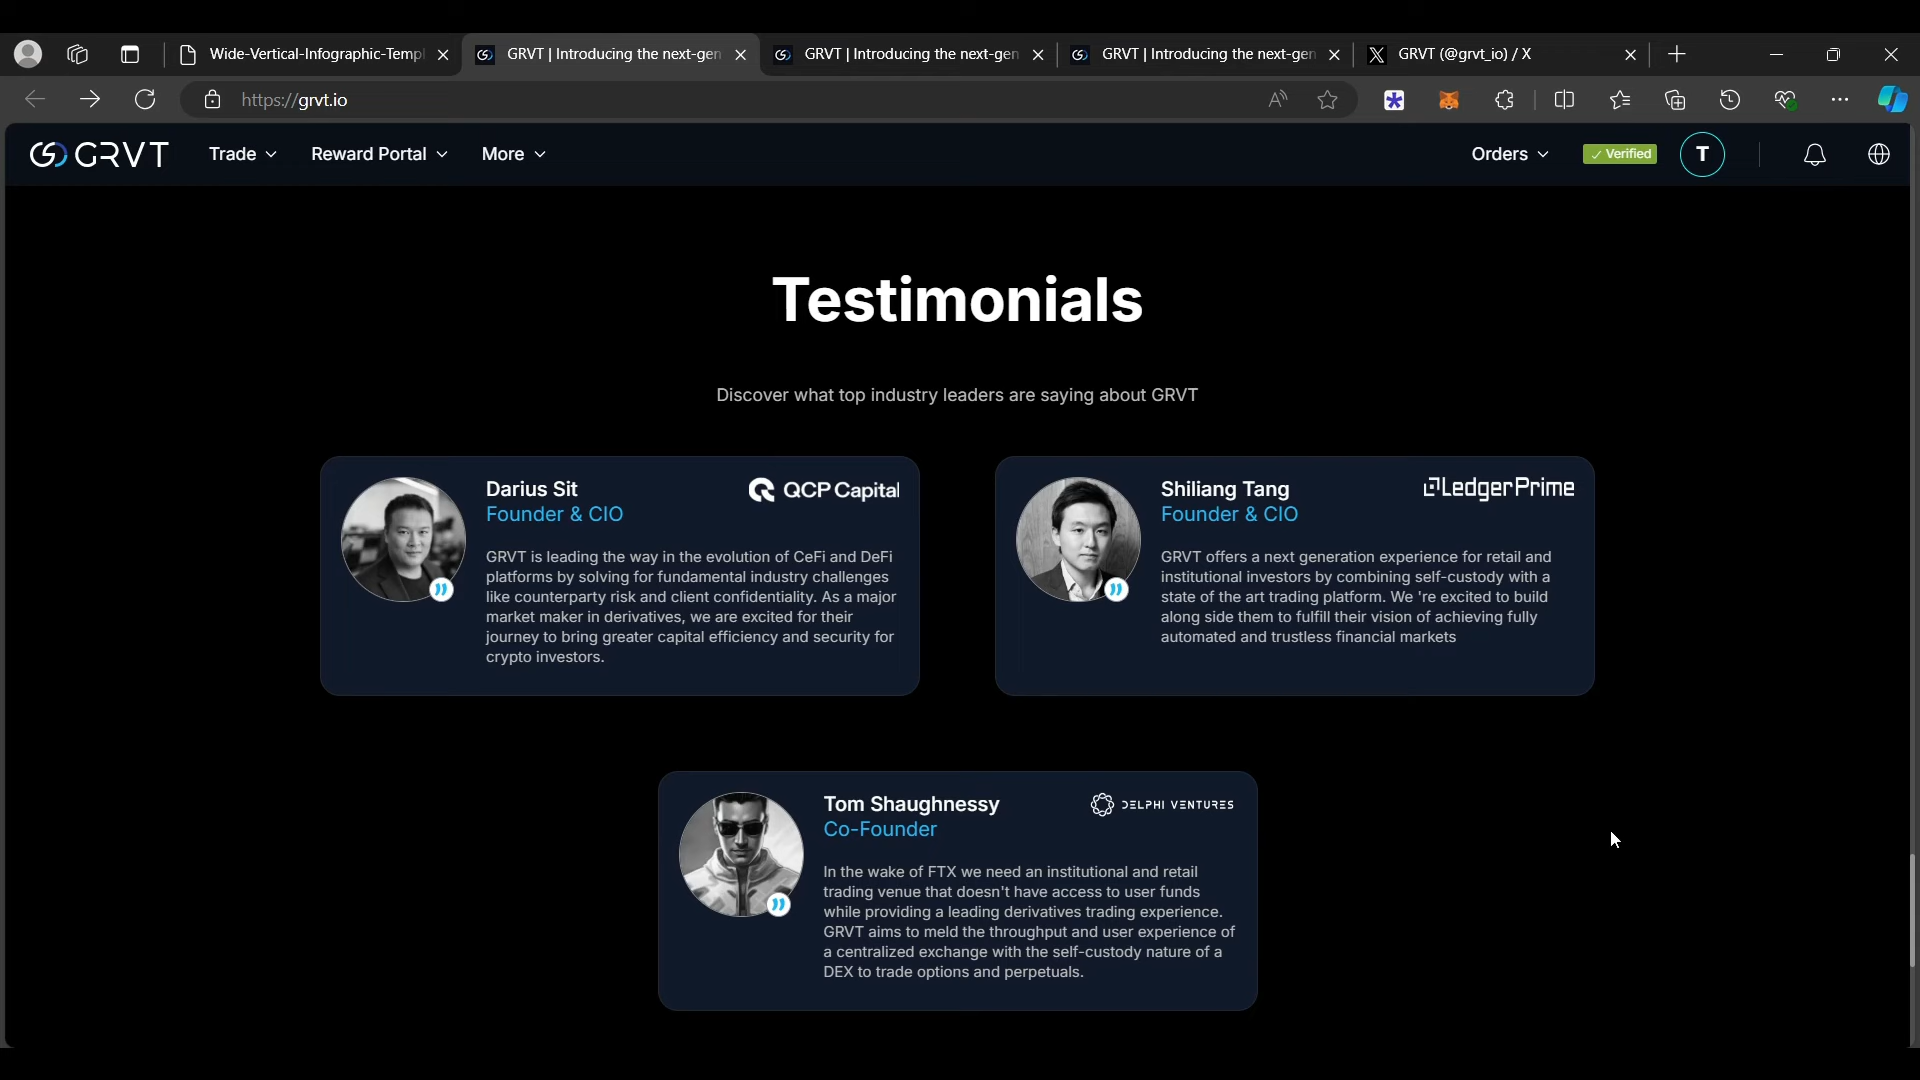 Wide-Vertical-Infographic-Templ
GRVT | Introducing the next-gen
GRVT | Introducing the next-gen
GRVT | Introducing the next-gen
GRVT (@grvt_io) / X
https://grvt.io
GRVT
Trade
Reward Portal
More
Orders
✓ Verified
T
Testimonials
Discover what top industry leaders are saying about GRVT
Darius Sit
Founder & CIO
QCP Capital
GRVT is leading the way in the evolution of CeFi and DeFi
platforms by solving for fundamental industry challenges
like counterparty risk and client confidentiality. As a major
market maker in derivatives, we are excited for their
journey to bring greater capital efficiency and security for
crypto investors.
Shiliang Tang
Founder & CIO
LedgerPrime
GRVT offers a next generation experience for retail and
institutional investors by combining self-custody with a
state of the art trading platform. We 're excited to build
along side them to fulfill their vision of achieving fully
automated and trustless financial markets
Tom Shaughnessy
Co-Founder
DELPHI VENTURES
In the wake of FTX we need an institutional and retail
trading venue that doesn't have access to user funds
while providing a leading derivatives trading experience.
GRVT aims to meld the throughput and user experience of
a centralized exchange with the self-custody nature of a
DEX to trade options and perpetuals.